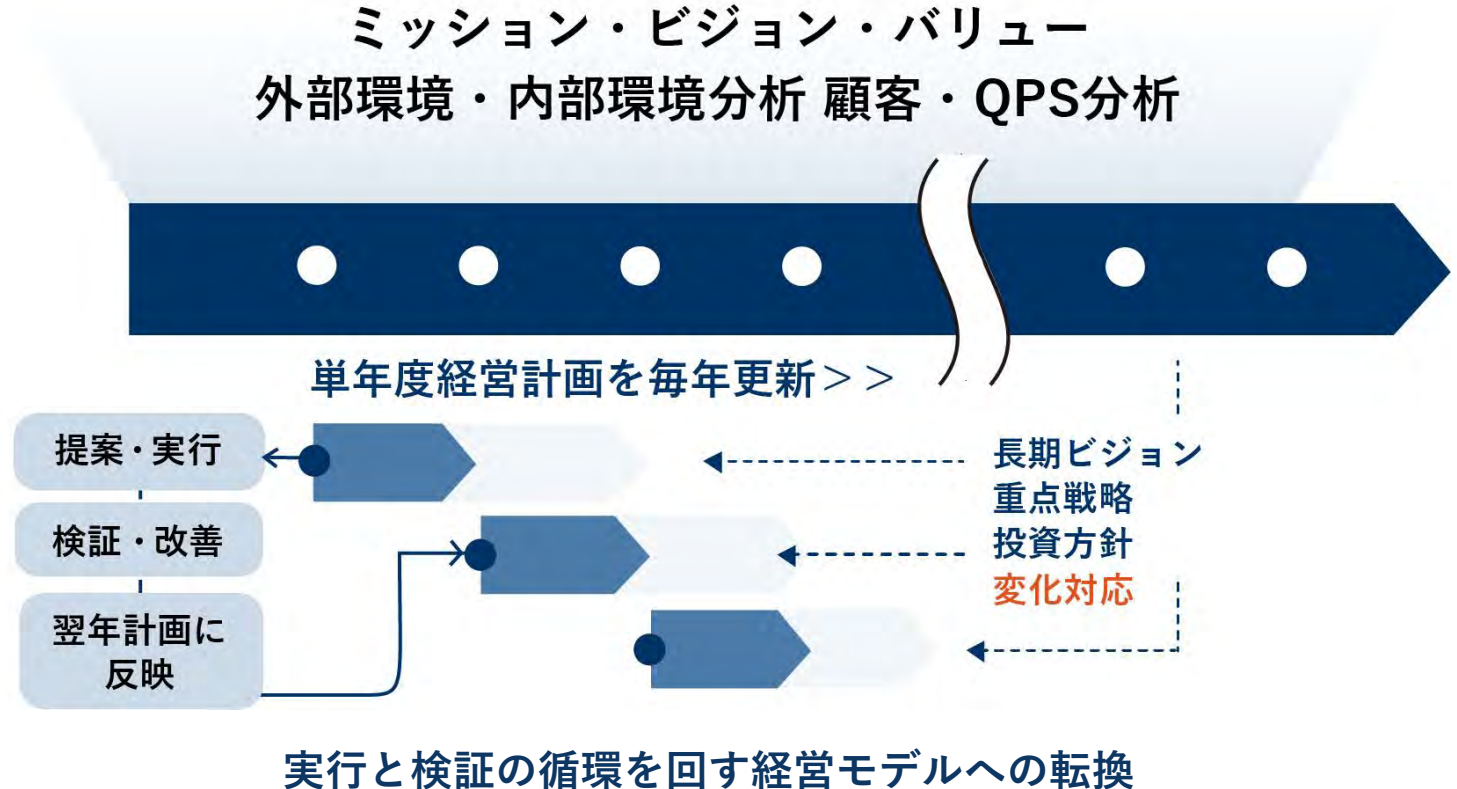 ミッション・ビジョン・バリュー
外部環境・内部環境分析 顧客・QPS分析
単年度経営計画を毎年更新＞＞
提案・実行
検証・改善
翌年計画に
反映
長期ビジョン
重点戦略
投資方針
変化対応
実行と検証の循環を回す経営モデルへの転換